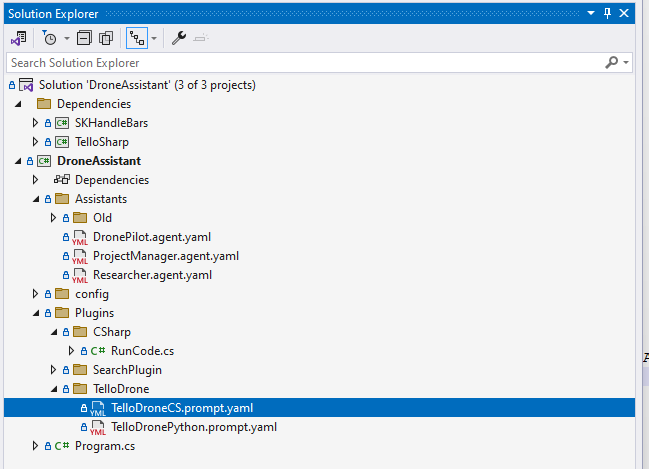 Solution Explorer
Search Solution Explorer
Solution 'DroneAssistant' (3 of 3 projects)
Dependencies
C# SKHandleBars
C# TelloSharp
C# DroneAssistant
Dependencies
Assistants
Old
YML DronePilot.agent.yaml
YML ProjectManager.agent.yaml
YML Researcher.agent.yaml
config
Plugins
CSharp
C# RunCode.cs
SearchPlugin
TelloDrone
YML TelloDroneCS.prompt.yaml
YML TelloDronePython.prompt.yaml
C# Program.cs